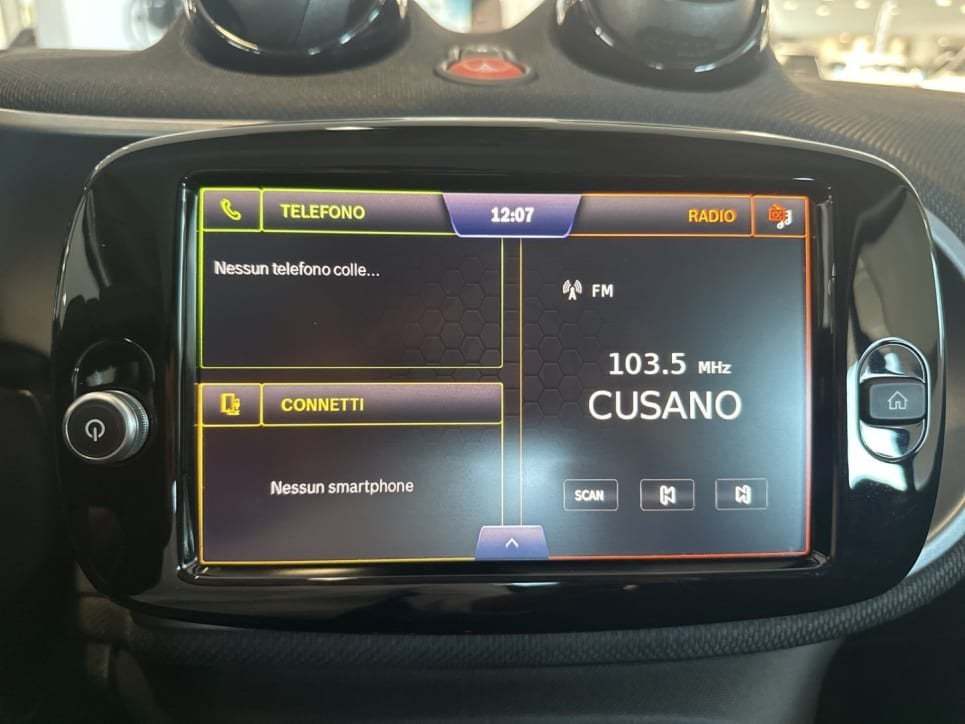 TELEFONO
12:07
RADIO
Nessun telefono colle...
FM
103.5 MHz
CUSANO
CONNETTI
Nessun smartphone
SCAN